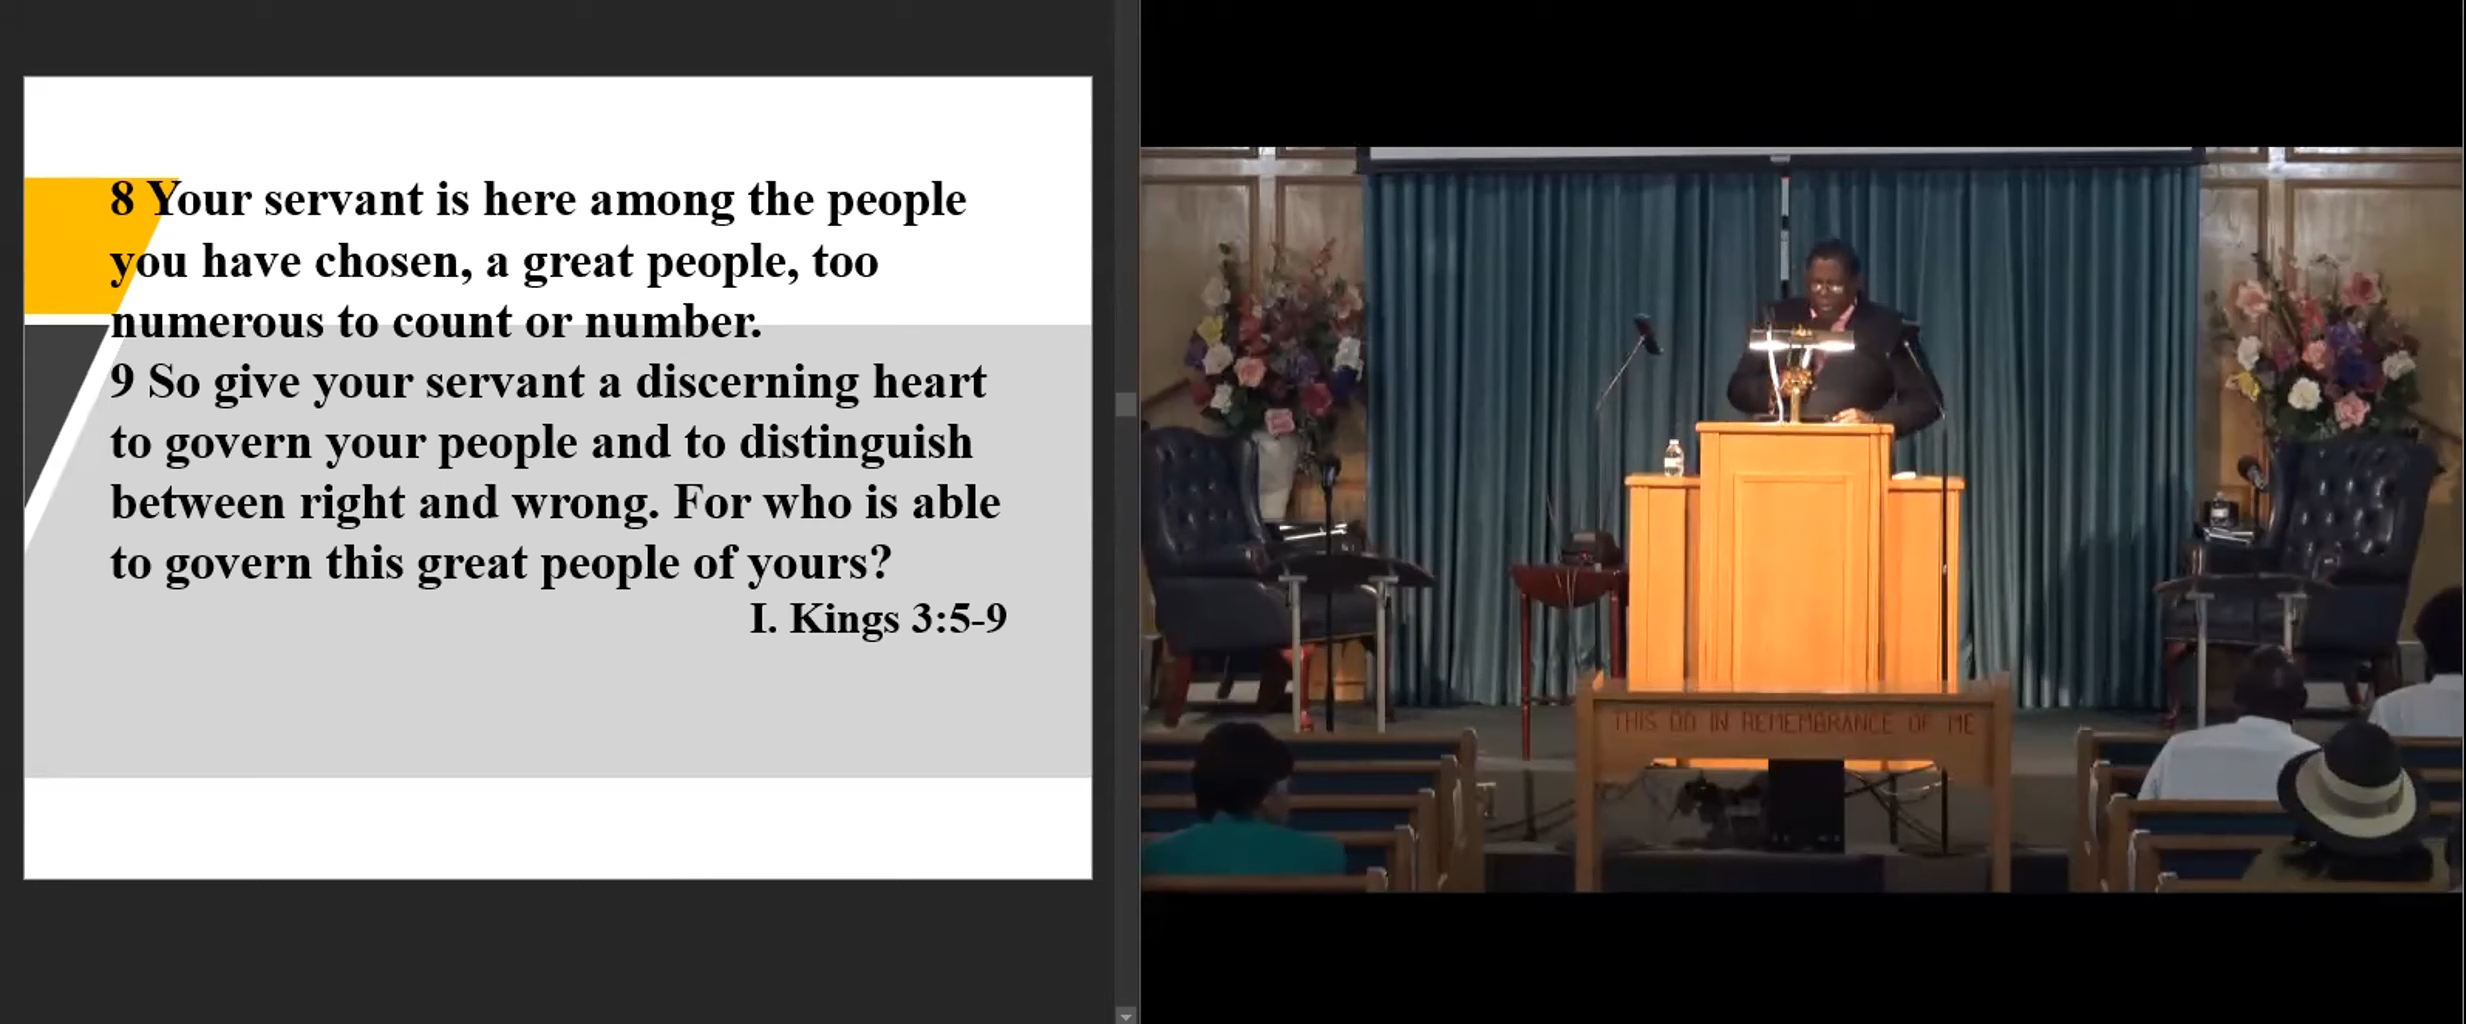 8 Your servant is here among the people
you have chosen, a great people, too
numerous to count or number.
9 So give your servant a discerning heart
to govern your people and to distinguish
between right and wrong. For who is able
to govern this great people of yours?
I. Kings 3:5-9
THIS DO IN REMEMBRANCE OF ME